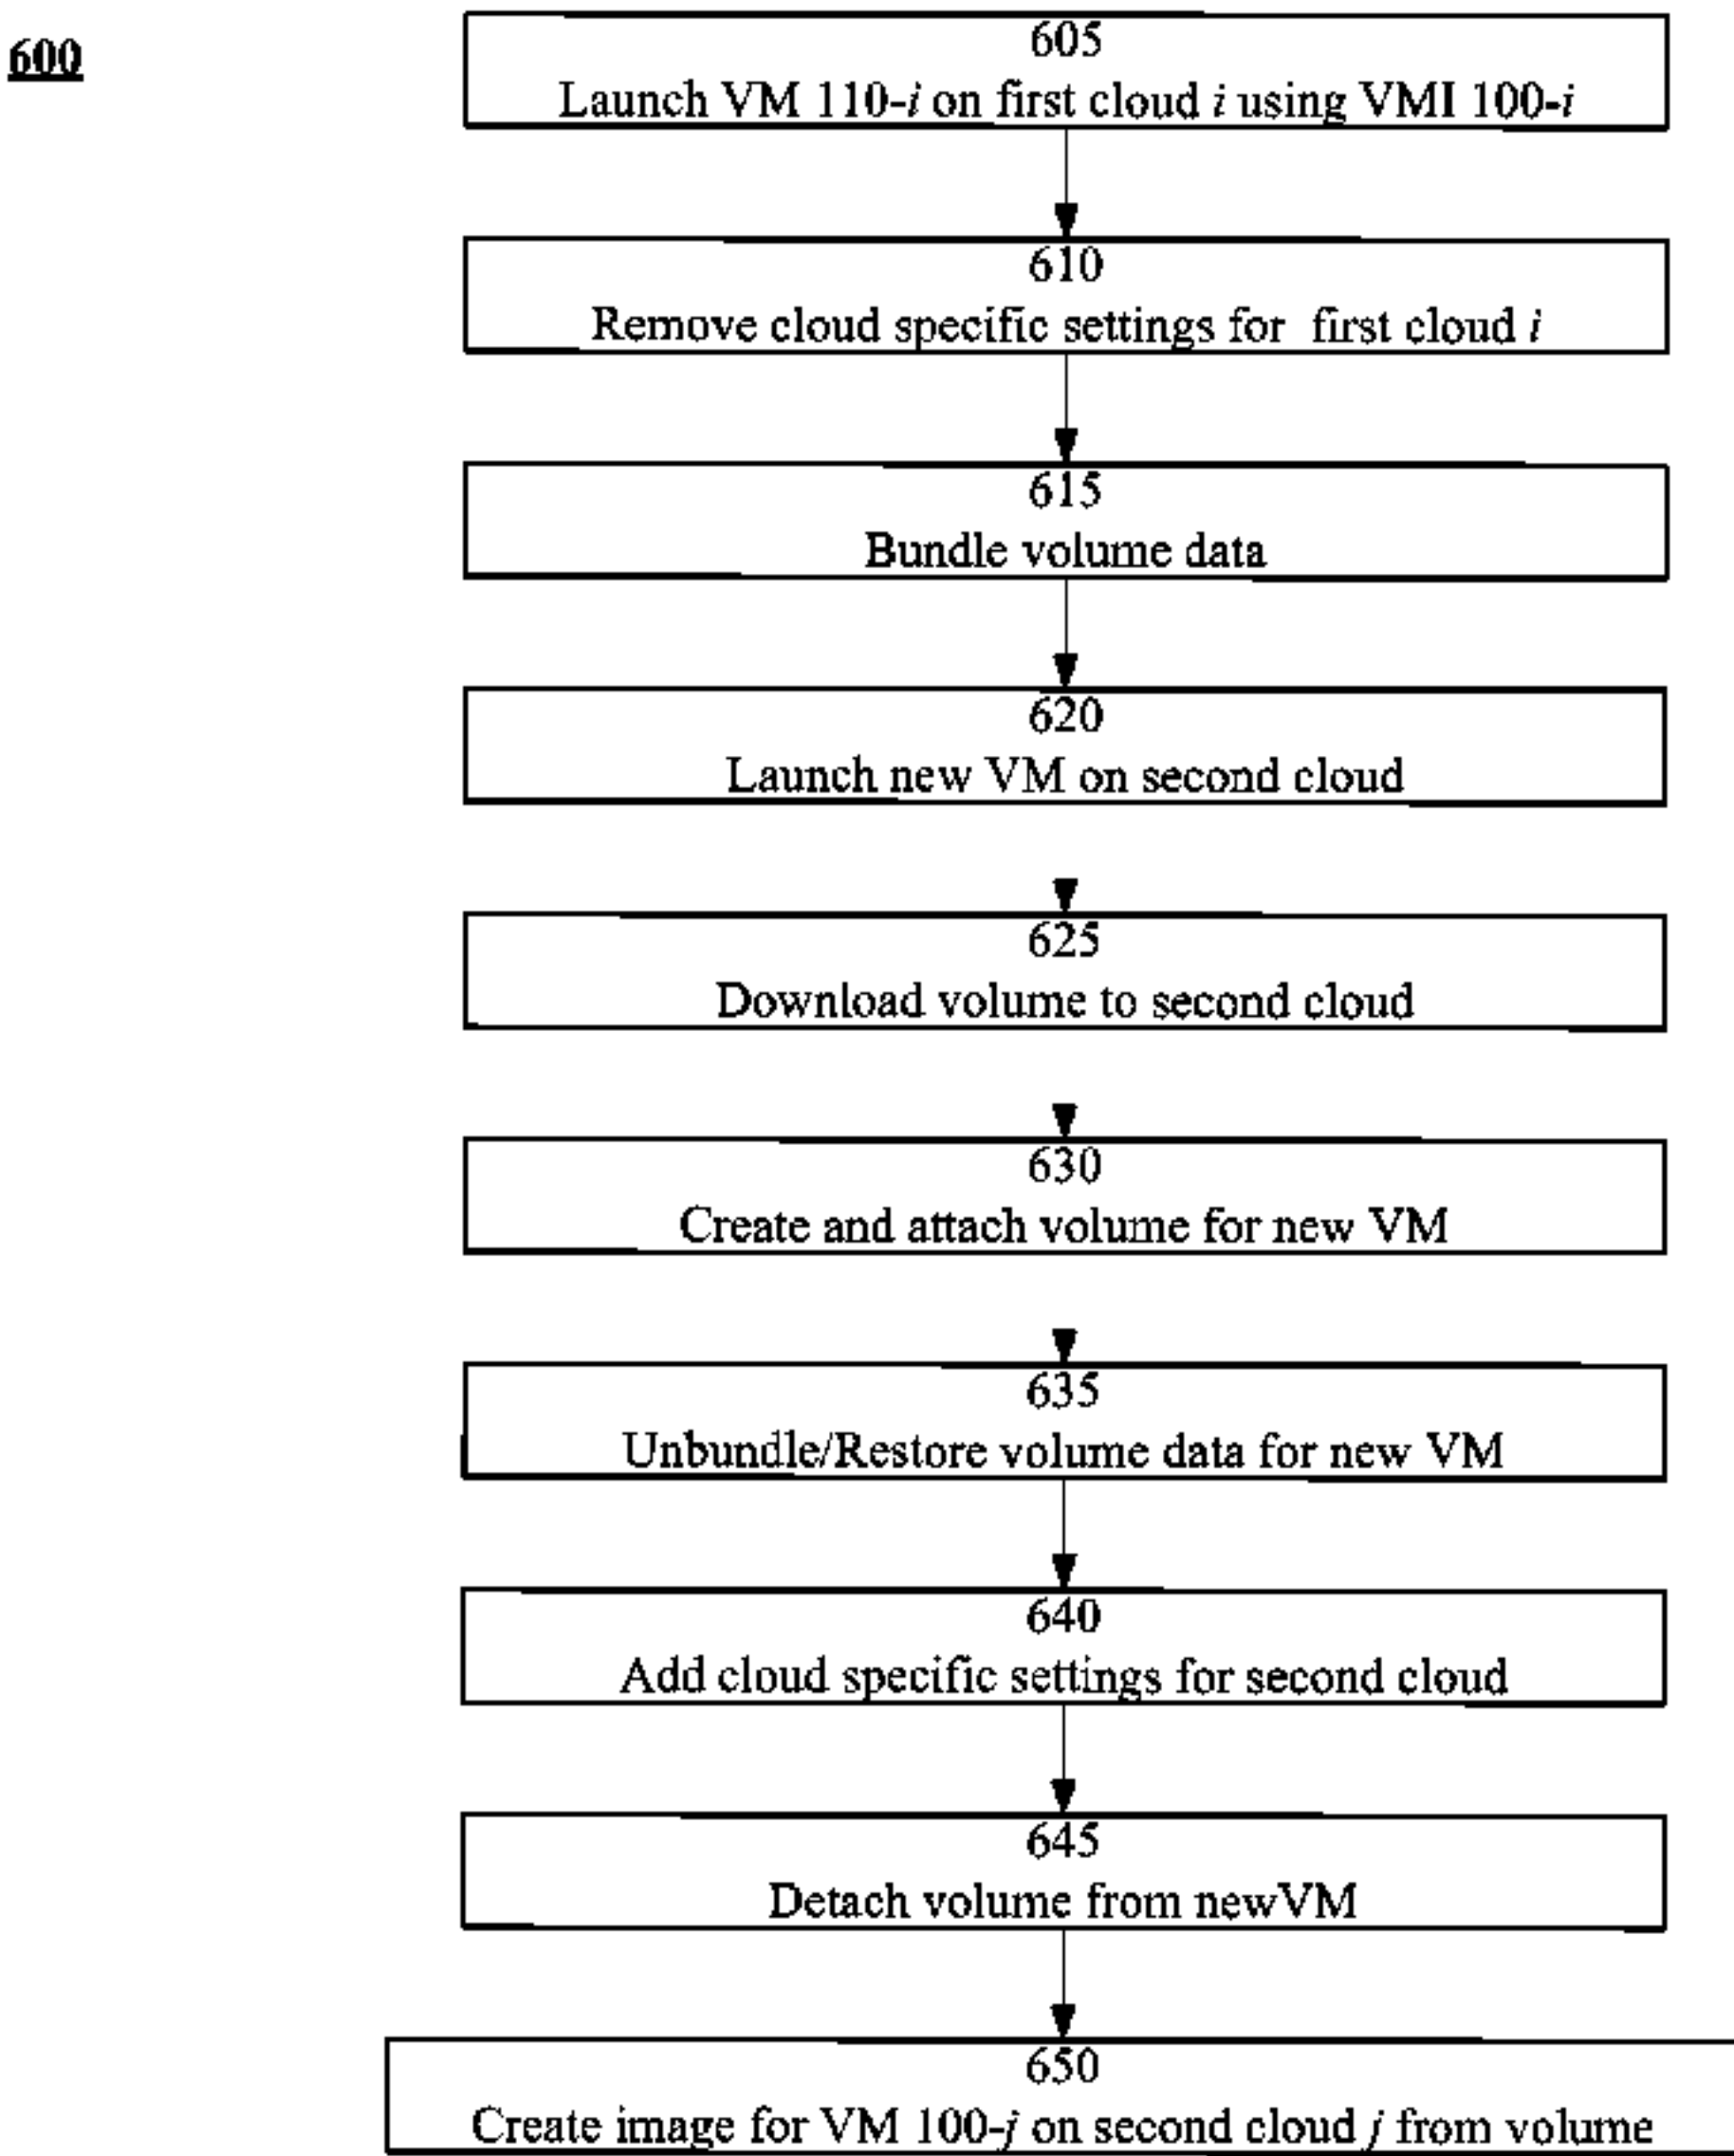 600
605
Launch VM 110-i on first cloud i using VMI 100-i
610
Remove cloud specific settings for first cloud i
615
Bundle volume data
620
Launch new VM on second cloud
625
Download volume to second cloud
630
Create and attach volume for new VM
635
Unbundle/Restore volume data for new VM
640
Add cloud specific settings for second cloud
645
Detach volume from newVM
650
Create image for VM 100-j on second cloud j from volume